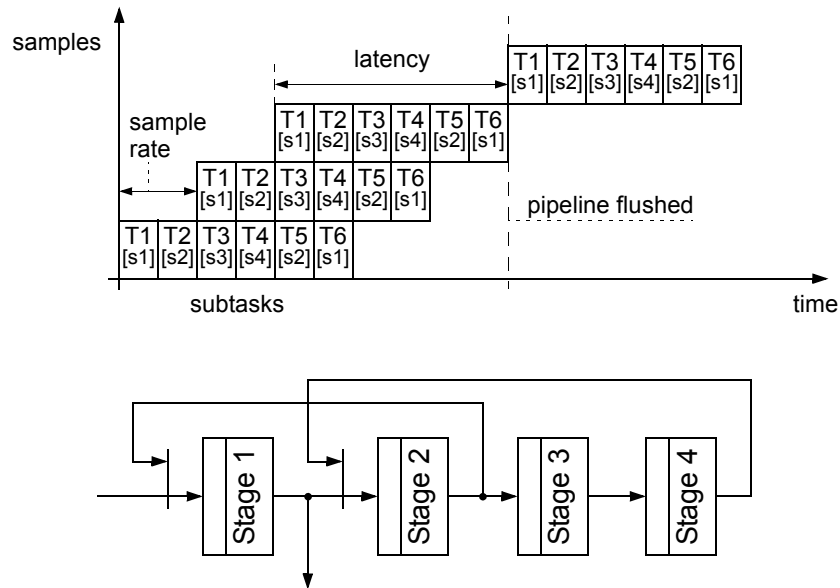 samples
T1 T2 T3 T4 T5 T6
[s1] [s2] [s3] [s4] [s2] [s1]
latency
T1 T2 T3 T4 T5 T6
[s1] [s2] [s3] [s4] [s2] [s1]
sample
rate
T1 T2 T3 T4 T5 T6
[s1] [s2] [s3] [s4] [s2] [s1]
pipeline flushed
T1 T2 T3 T4 T5 T6
[s1] [s2] [s3] [s4] [s2] [s1]
subtasks
time
Stage 1
Stage 2
Stage 3
Stage 4